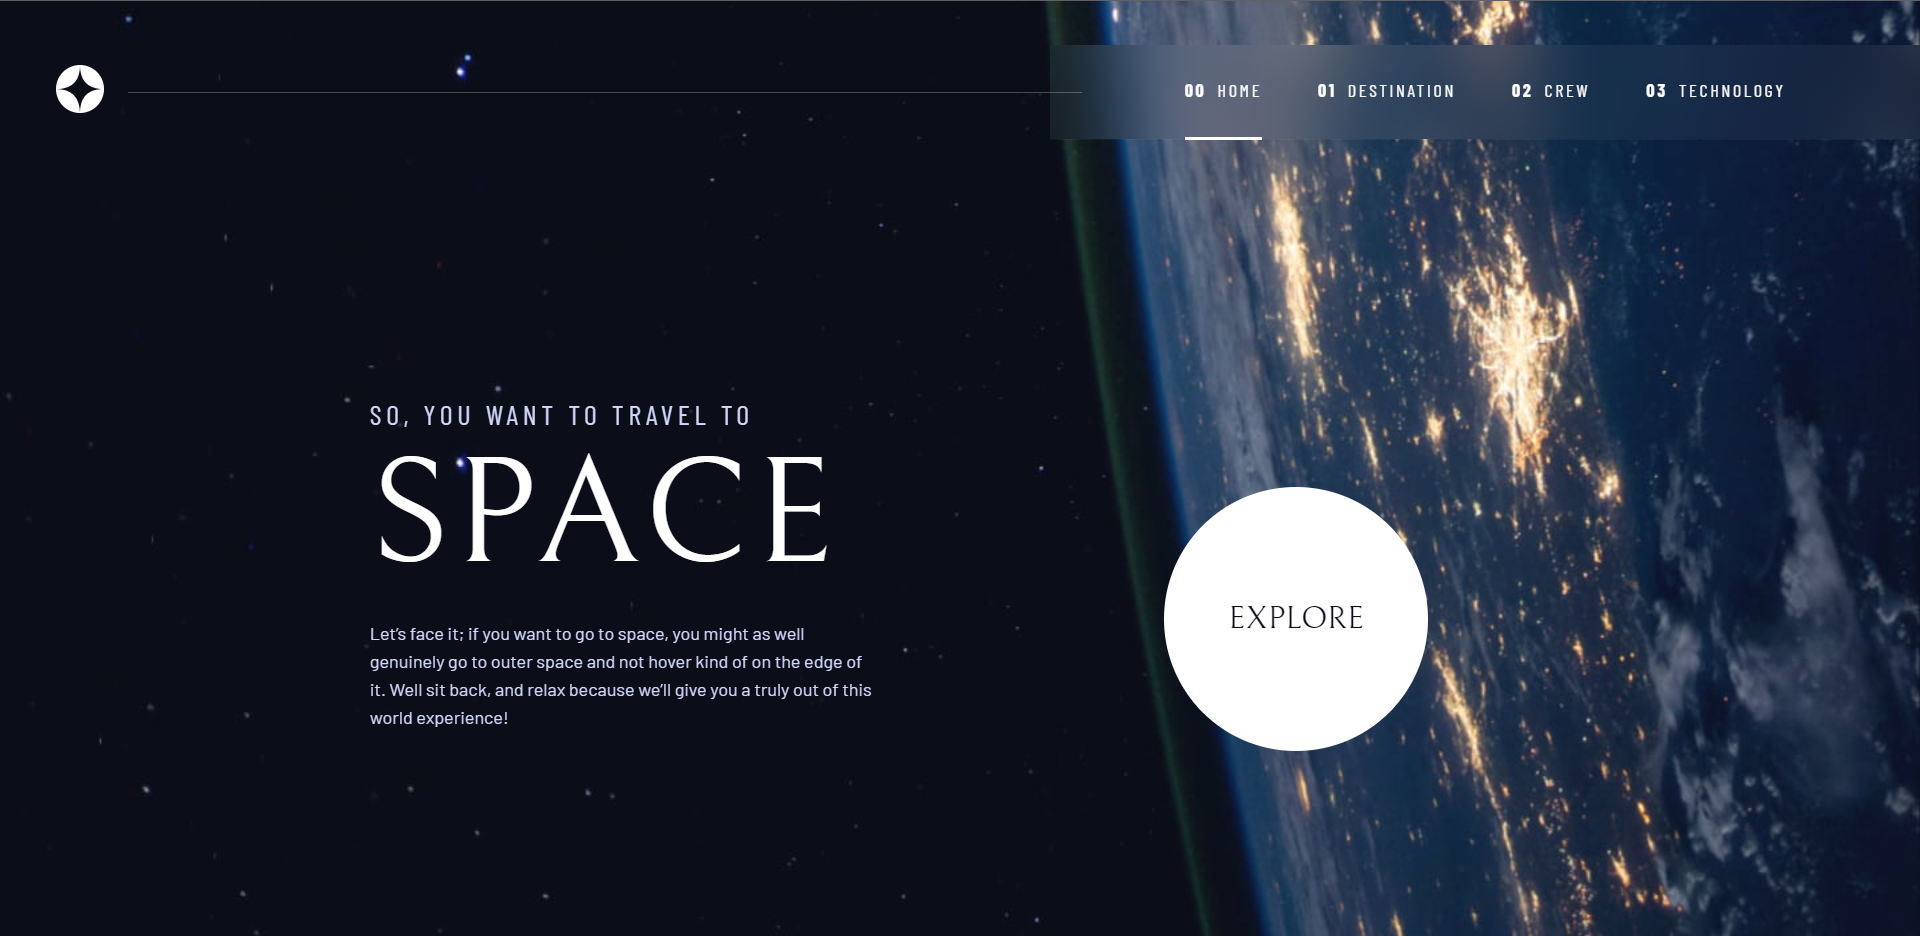 00 HOME
01 DESTINATION
02 CREW
03 TECHNOLOGY
SO, YOU WANT TO TRAVEL TO
SPACE
Let’s face it; if you want to go to space, you might as well
genuinely go to outer space and not hover kind of on the edge of
it. Well sit back, and relax because we’ll give you a truly out of this
world experience!
EXPLORE